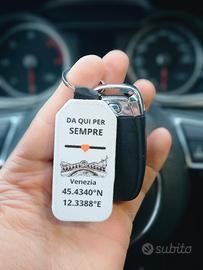 DA QUI PER
SEMPRE
Venezia
45.4340°N
12.3388°E
subito